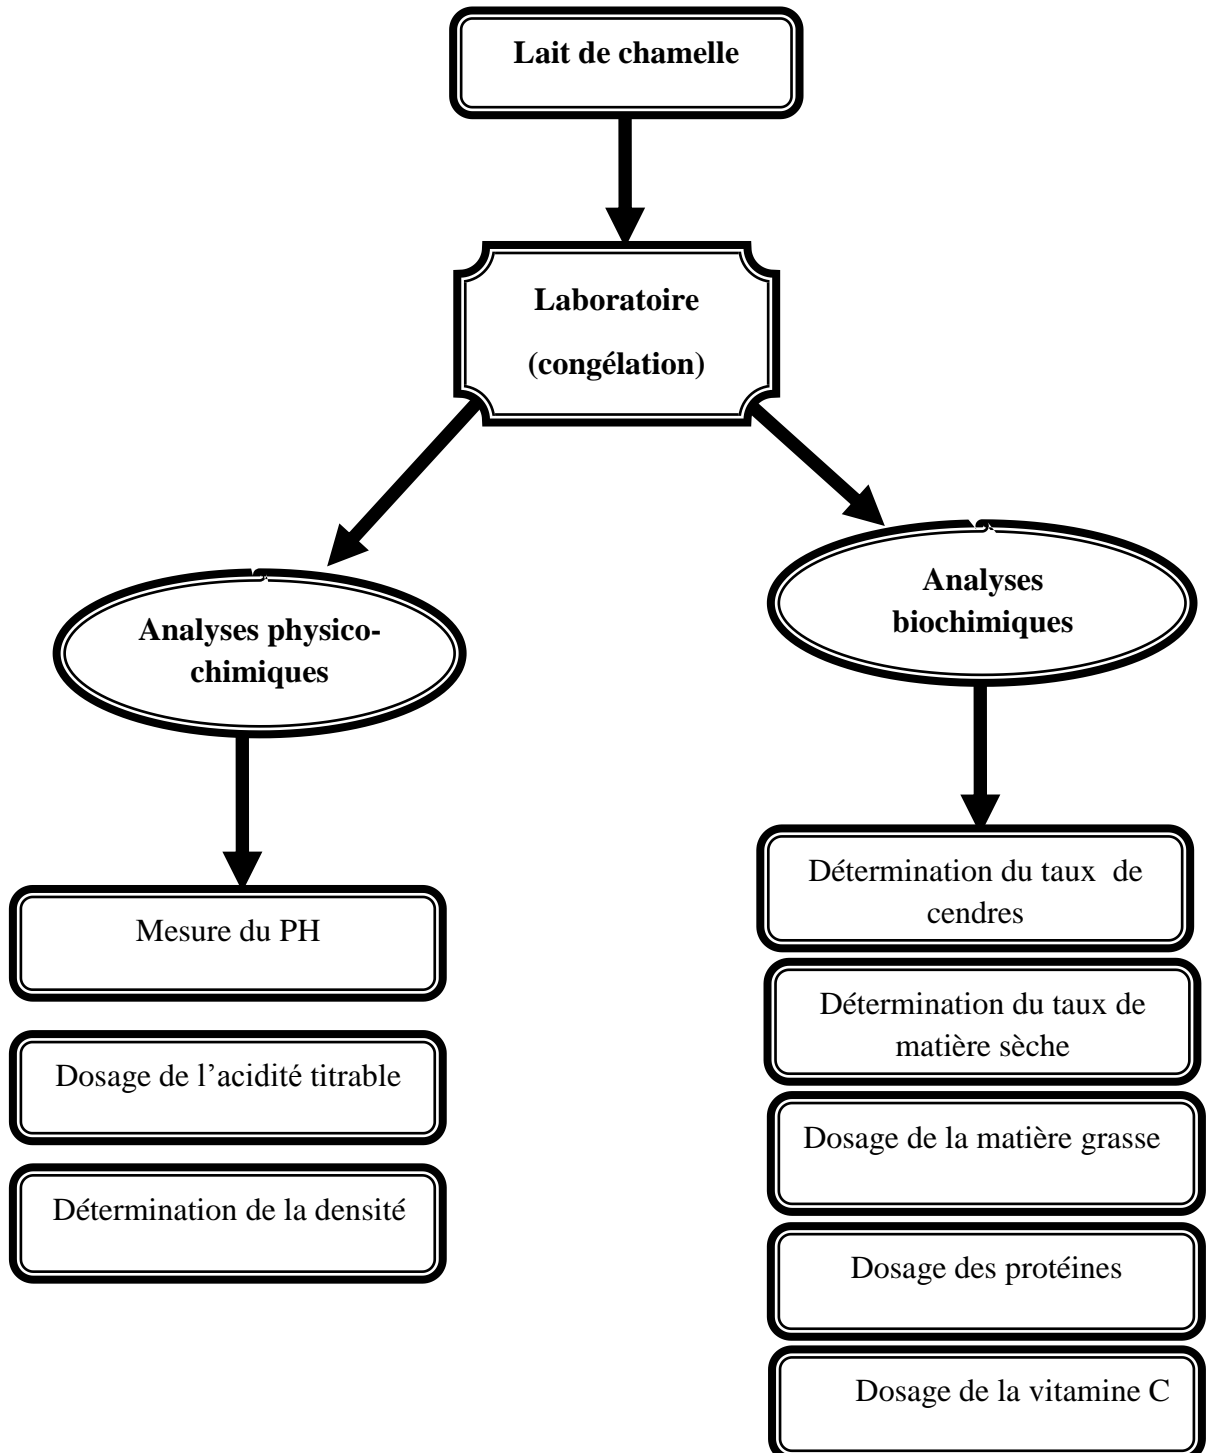 Lait de chamelle
Laboratoire
(congélation)
Analyses physico-
chimiques
Mesure du PH
Dosage de l’acidité titrable
Détermination de la densité
Analyses
biochimiques
Détermination du taux  de
cendres
Détermination du taux de
matière sèche
Dosage de la matière grasse
Dosage des protéines
Dosage de la vitamine C